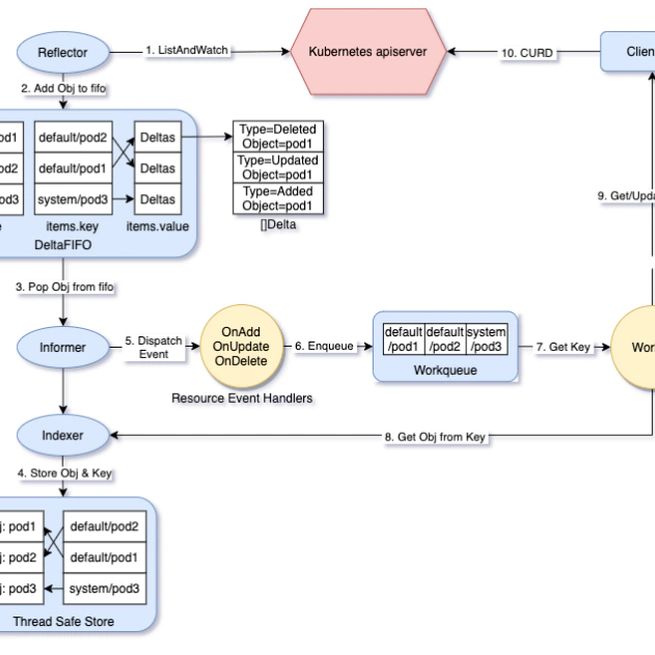 Reflector
1. ListAndWatch
Kubernetes apiserver
10. CURD
2. Add Obj to fifo
default/pod2
default/pod1
system/pod3
Deltas
Deltas
Deltas
items.key
items.value
DeltaFIFO
Type=Deleted
Object=pod1
Type=Updated
Object=pod1
Type=Added
Object=pod1
[]Delta
9. Get/Upda
3. Pop Obj from fifo
Informer
5. Dispatch
Event
OnAdd
OnUpdate
OnDelete
Resource Event Handlers
6. Enqueue
default
/pod1
default
/pod2
system
/pod3
Workqueue
7. Get Key
Wor
Clien
od1
od2
od3
Indexer
8. Get Obj from Key
4. Store Obj & Key
j: pod1
j: pod2
j: pod3
default/pod2
default/pod1
system/pod3
Thread Safe Store